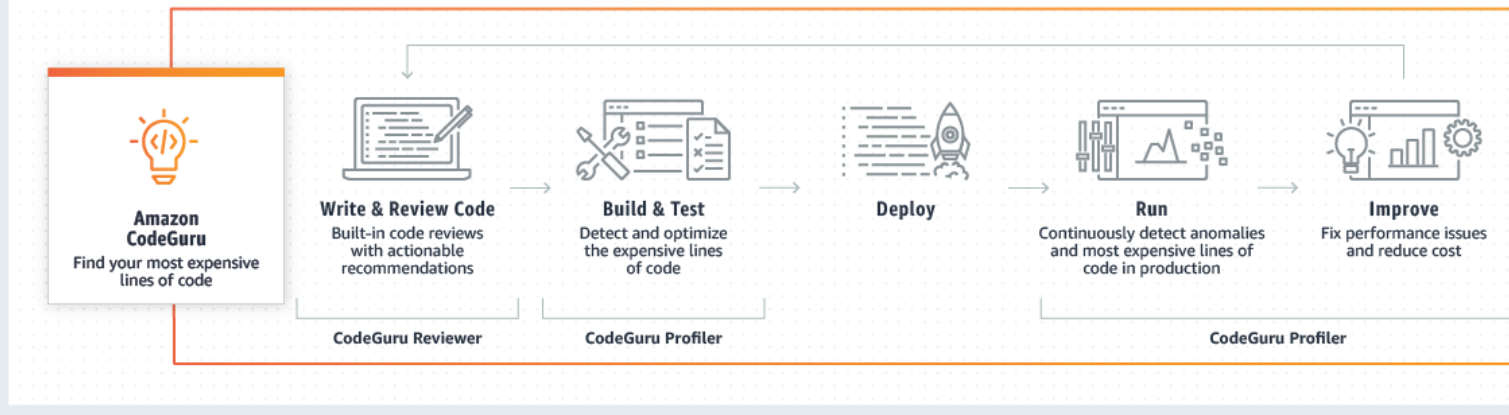 Amazon
CodeGuru
Find your most expensive
lines of code
Write & Review Code
Built-in code reviews
with actionable
recommendations
CodeGuru Reviewer
Build & Test
Detect and optimize
the expensive lines
of code
CodeGuru Profiler
Deploy
Run
Continuously detect anomalies
and most expensive lines of
code in production
Improve
Fix performance issues
and reduce cost
CodeGuru Profiler